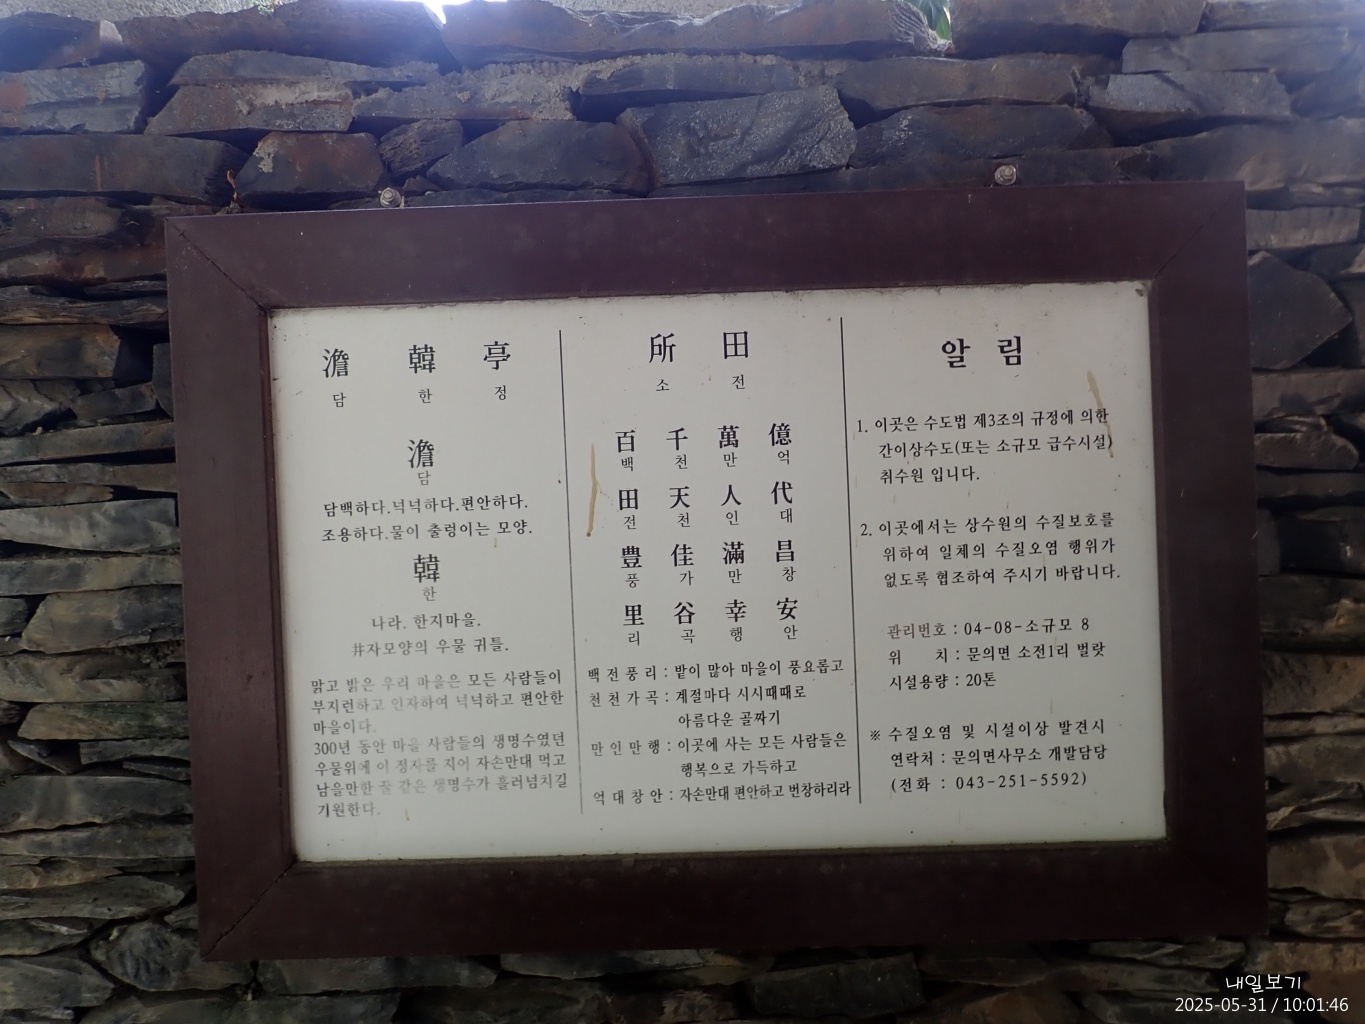 澹 韓 亭
담 한 정
澹
담
담백하다.넉넉하다.편안하다.
조용하다.물이 출렁이는 모양.
韓
한
나라. 한지마을.
井자모양의 우물 귀틀.
맑고 밝은 우리 마을은 모든 사람들이
부지런하고 인자하여 넉넉하고 편안한
마을이다.
300년 동안 마을 사람들의 생명수였던
우물위에 이 정자를 지어 자손만대 먹고
남을만한 꿀 같은 생명수가 흘러넘치길
기원한다.
所 田
소 전
百 千 萬 億
백 천 만 억
田 天 人 代
전 천 인 대
豊 佳 滿 昌
풍 가 만 창
里 谷 幸 安
리 곡 행 안
백 전 풍 리 : 밭이 많아 마을이 풍요롭고
천 천 가 곡 : 계절마다 시시때때로
아름다운 골짜기
만 인 만 행 : 이곳에 사는 모든 사람들은
행복으로 가득하고
억 대 창 안 : 자손만대 편안하고 번창하리라
알 림
1. 이곳은 수도법 제3조의 규정에 의한
간이상수도(또는 소규모 급수시설)
취수원 입니다.
2. 이곳에서는 상수원의 수질보호를
위하여 일체의 수질오염 행위가
없도록 협조하여 주시기 바랍니다.
관리번호 : 04-08-소규모 8
위 치 : 문의면 소전1리 벌랏
시설용량 : 20톤
※ 수질오염 및 시설이상 발견시
연락처 : 문의면사무소 개발담당
(전화 : 043-251-5592)
내일보기
2025-05-31 / 10:01:46